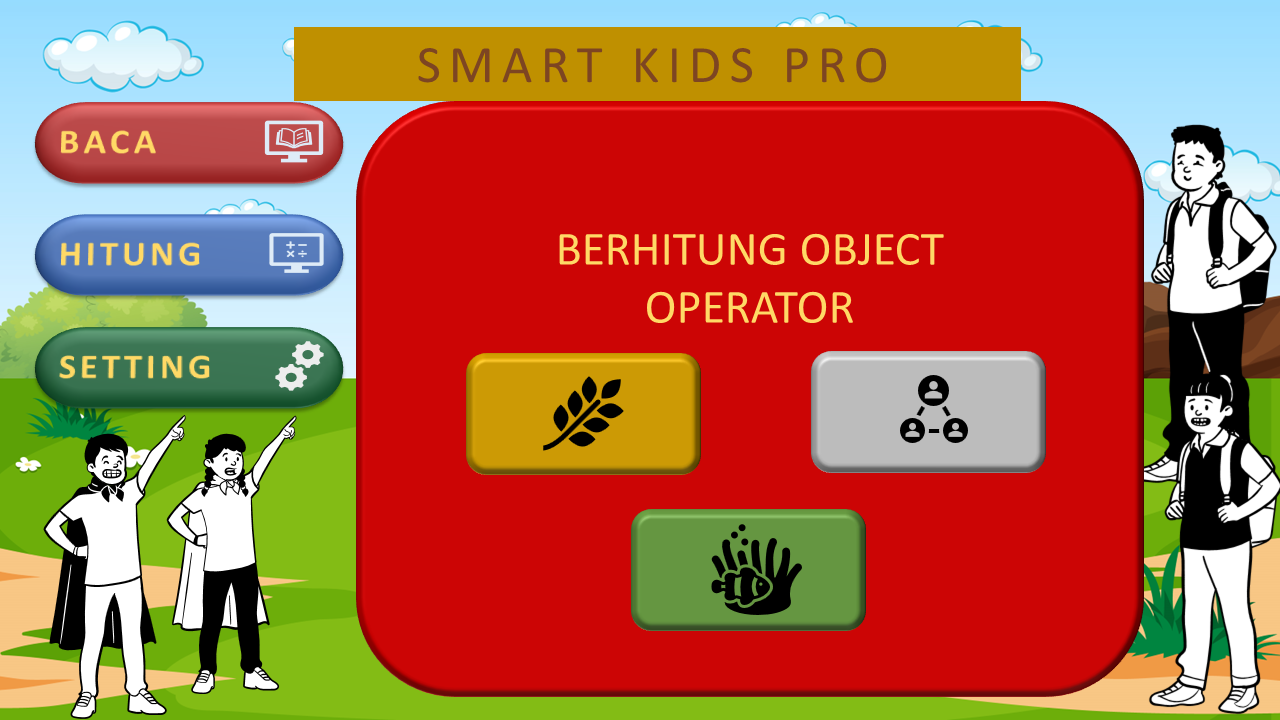 SMART KIDS PRO
BACA
HITUNG
SETTING
BERHITUNG OBJECT
OPERATOR